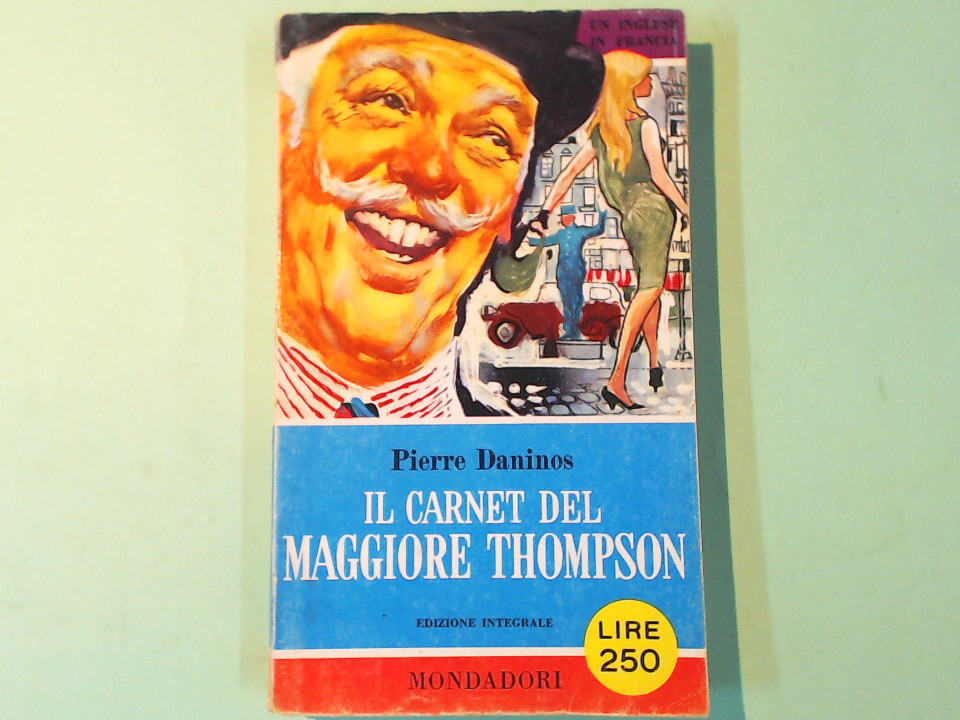 UN INGLESE
IN FRANCIA
Pierre Daninos
IL CARNET DEL
MAGGIORE THOMPSON
EDIZIONE INTEGRALE
LIRE
250
MONDADORI